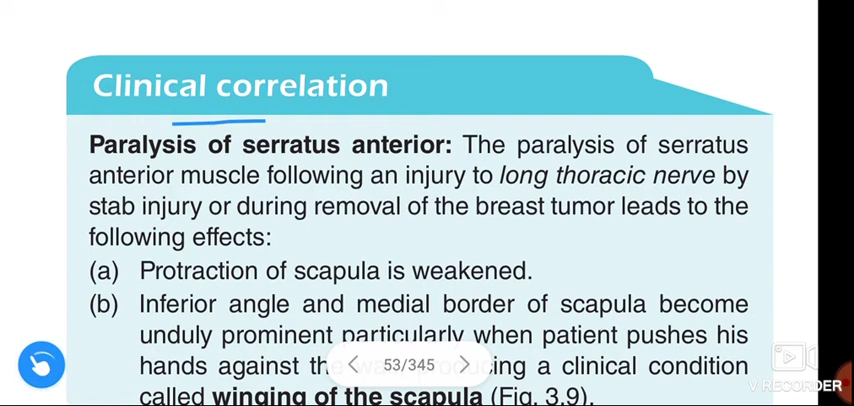 Clinical correlation
Paralysis of serratus anterior: The paralysis of serratus
anterior muscle following an injury to long thoracic nerve by
stab injury or during removal of the breast tumor leads to the
following effects:
(a) Protraction of scapula is weakened.
(b) Inferior angle and medial border of scapula become
unduly prominent particularly when patient pushes his
hands against the producing a clinical condition
53/345
called winging of the scapula (Fig. 3.9).
V RECORDER